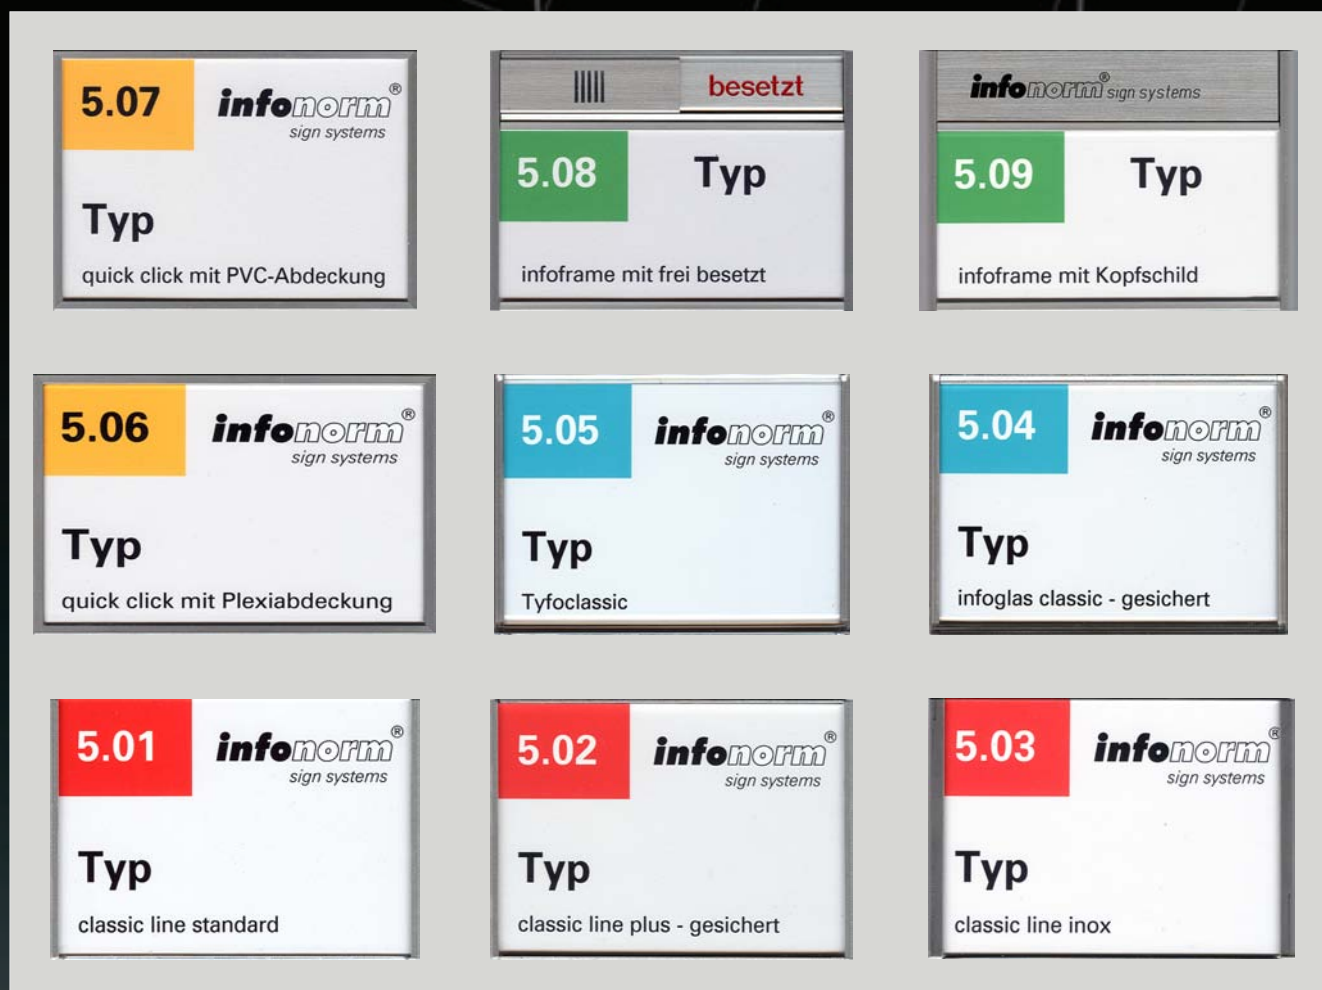 5.07
infonorm®
sign systems
Typ
quick click mit PVC-Abdeckung
besetzt
5.08 Typ
infoframe mit frei besetzt
infonorm® sign systems
5.09 Typ
infoframe mit Kopfschild
5.06
infonorm®
sign systems
Typ
quick click mit Plexiabdeckung
5.05
infonorm®
sign systems
Typ
Tyfoclassic
5.04
infonorm®
sign systems
Typ
infoglas classic - gesichert
5.01
infonorm®
sign systems
Typ
classic line standard
5.02
infonorm®
sign systems
Typ
classic line plus - gesichert
5.03
infonorm®
sign systems
Typ
classic line inox